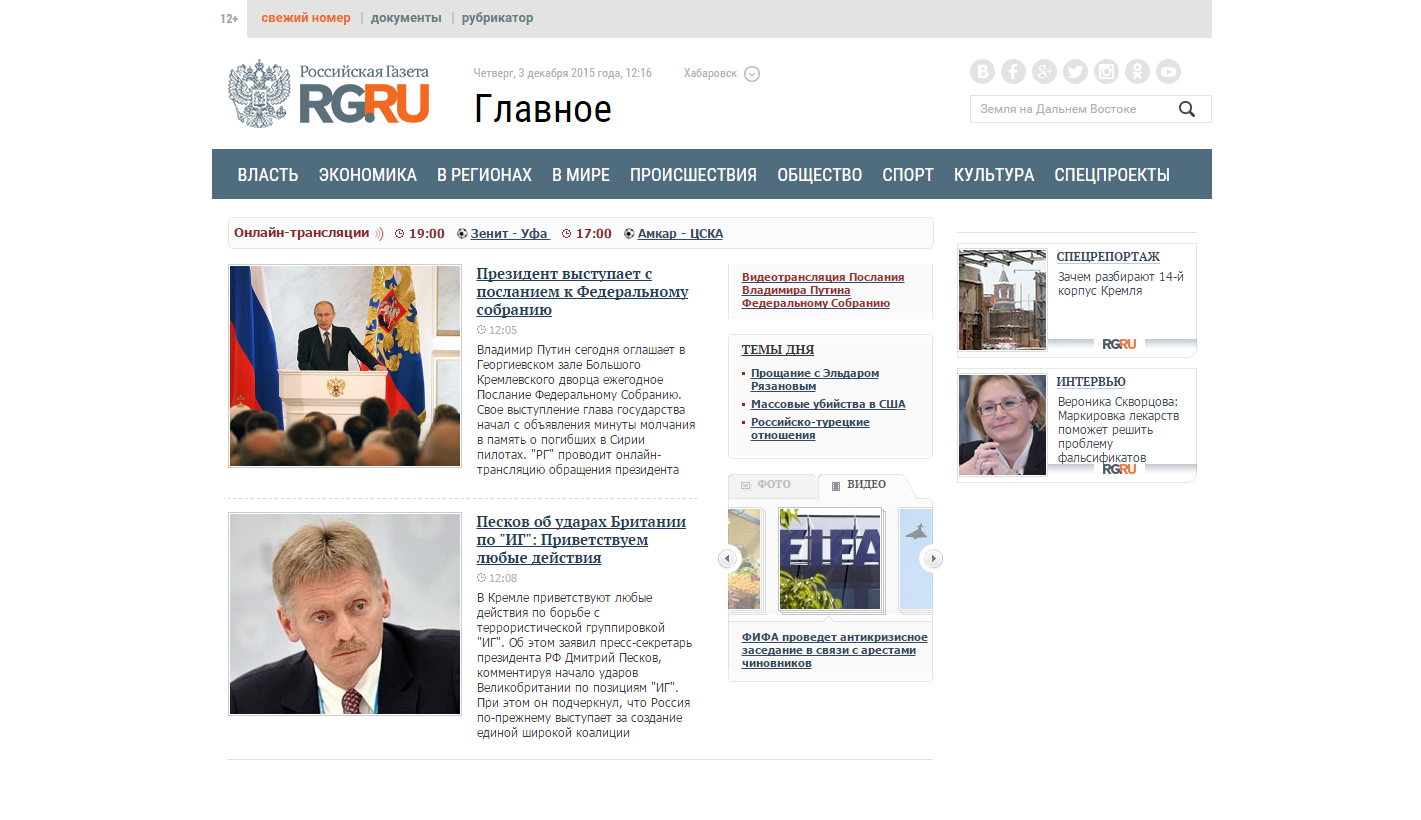 12+
свежий номер
документы
рубрикатор
Российская Газета
RG.RU
Четверг, 3 декабря 2015 года, 12:16
Хабаровск
Главное
Земля на Дальнем Востоке
ВЛАСТЬ ЭКОНОМИКА В РЕГИОНАХ В МИРЕ ПРОИСШЕСТВИЯ ОБЩЕСТВО СПОРТ КУЛЬТУРА СПЕЦПРОЕКТЫ
Онлайн-трансляции 19:00 Зенит - Уфа 17:00 Амкар - ЦСКА
Президент выступает с
посланием к Федеральному
собранию
12:05
Владимир Путин сегодня оглашает в
Георгиевском зале Большого
Кремлевского дворца ежегодное
Послание Федеральному Собранию.
Свое выступление глава государства
начал с объявления минуты молчания
в память о погибших в Сирии
пилотах. "РГ" проводит онлайн-
трансляцию обращения президента
Песков об ударах Британии
по "ИГ": Приветствуем
любые действия
12:08
В Кремле приветствуют любые
действия по борьбе с
террористической группировкой
"ИГ". Об этом заявил пресс-секретарь
президента РФ Дмитрий Песков,
комментируя начало ударов
Великобритании по позициям "ИГ".
При этом он подчеркнул, что Россия
по-прежнему выступает за создание
единой широкой коалиции
Видеотрансляция Послания
Владимира Путина
Федеральному Собранию
ТЕМЫ ДНЯ
Прощание с Эльдаром
Рязановым
Массовые убийства в США
Российско-турецкие
отношения
ФОТО
ВИДЕО
FIFA
ФИФА проведет антикризисное
заседание в связи с арестами
чиновников
СПЕЦРЕПОРТАЖ
Зачем разбирают 14-й
корпус Кремля
RGRU
ИНТЕРВЬЮ
Вероника Скворцова:
Маркировка лекарств
поможет решить
проблему
фальсификатов
RGRU